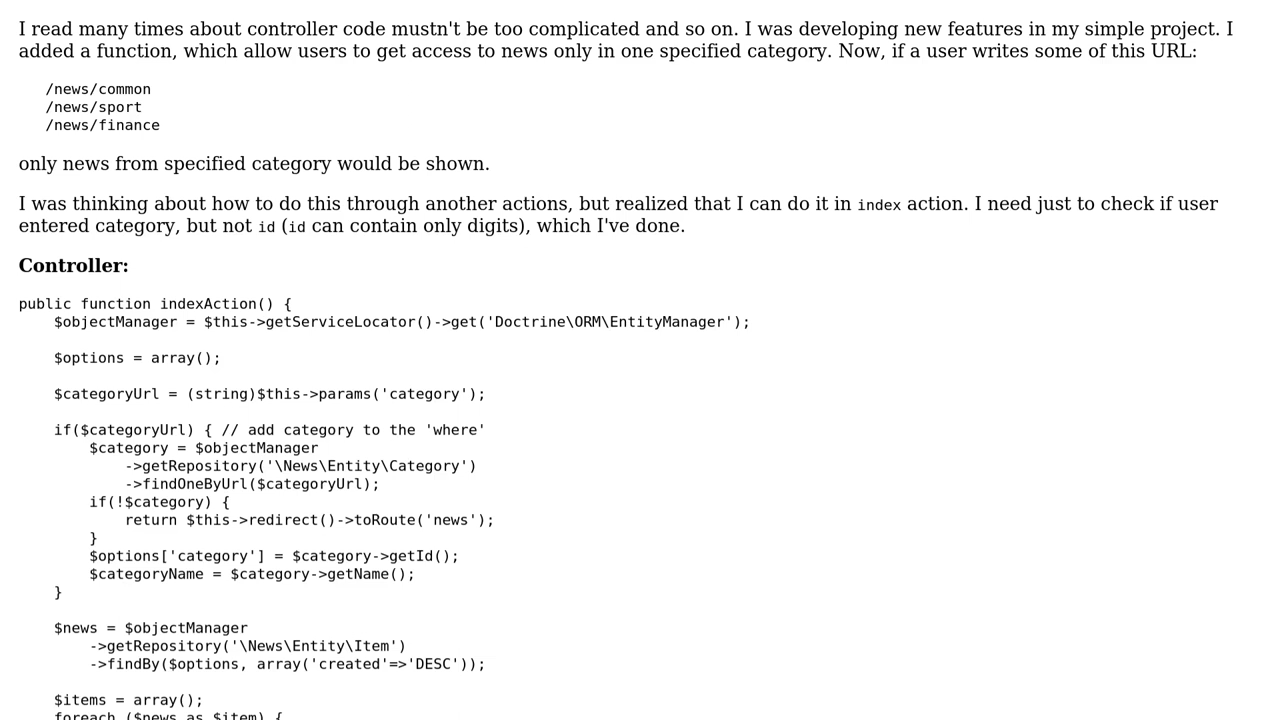 I read many times about controller code mustn't be too complicated and so on. I was developing new features in my simple project. I
added a function, which allow users to get access to news only in one specified category. Now, if a user writes some of this URL:
/news/common
/news/sport
/news/finance
only news from specified category would be shown.
I was thinking about how to do this through another actions, but realized that I can do it in index action. I need just to check if user
entered category, but not id (id can contain only digits), which I've done.
Controller:
public function indexAction() {
    $objectManager = $this->getServiceLocator()->get('Doctrine\ORM\EntityManager');
    $options = array();
    $categoryUrl = (string)$this->params('category');
    if($categoryUrl) { // add category to the 'where'
        $category = $objectManager
            ->getRepository('\News\Entity\Category')
            ->findOneByUrl($categoryUrl);
        if(!$category) {
            return $this->redirect()->toRoute('news');
        }
        $options['category'] = $category->getId();
        $categoryName = $category->getName();
    }
    $news = $objectManager
        ->getRepository('\News\Entity\Item')
        ->findBy($options, array('created'=>'DESC'));
    $items = array();
    foreach ($news as $item) {